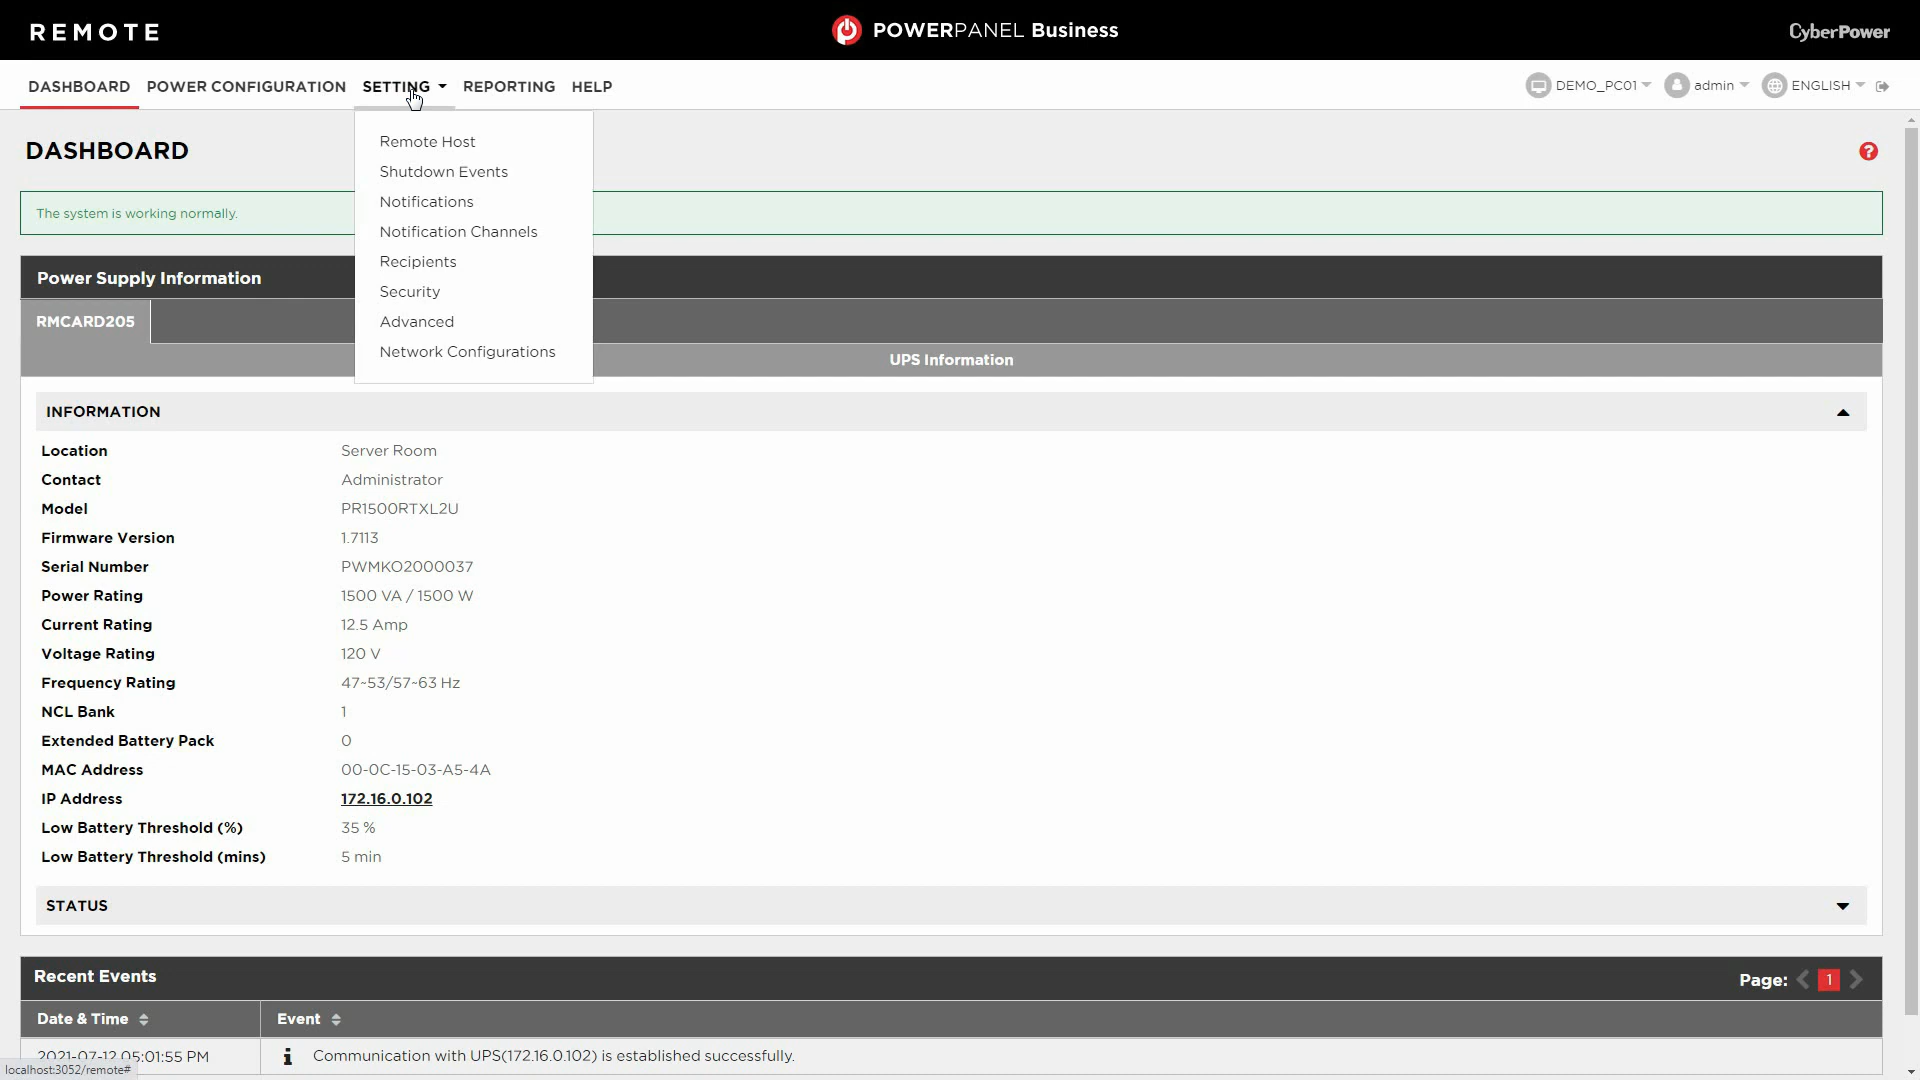 REMOTE
POWERPANEL Business
CyberPower
DASHBOARD POWER CONFIGURATION SETTING REPORTING HELP
DEMO_PC01 admin ENGLISH
DASHBOARD
?
Remote Host
Shutdown Events
Notifications
Notification Channels
Recipients
Security
Advanced
Network Configurations
The system is working normally.
Power Supply Information
RMCARD205
UPS Information
INFORMATION
Location Server Room
Contact Administrator
Model PR1500RTXL2U
Firmware Version 1.7113
Serial Number PWMKO2000037
Power Rating 1500 VA / 1500 W
Current Rating 12.5 Amp
Voltage Rating 120 V
Frequency Rating 47~53/57~63 Hz
NCL Bank 1
Extended Battery Pack 0
MAC Address 00-0C-15-03-A5-4A
IP Address 172.16.0.102
Low Battery Threshold (%) 35 %
Low Battery Threshold (mins) 5 min
STATUS
Recent Events
Page: 1
Date & Time Event
2021-07-12 05:01:55 PM Communication with UPS(172.16.0.102) is established successfully.
localhost:3052/remote#